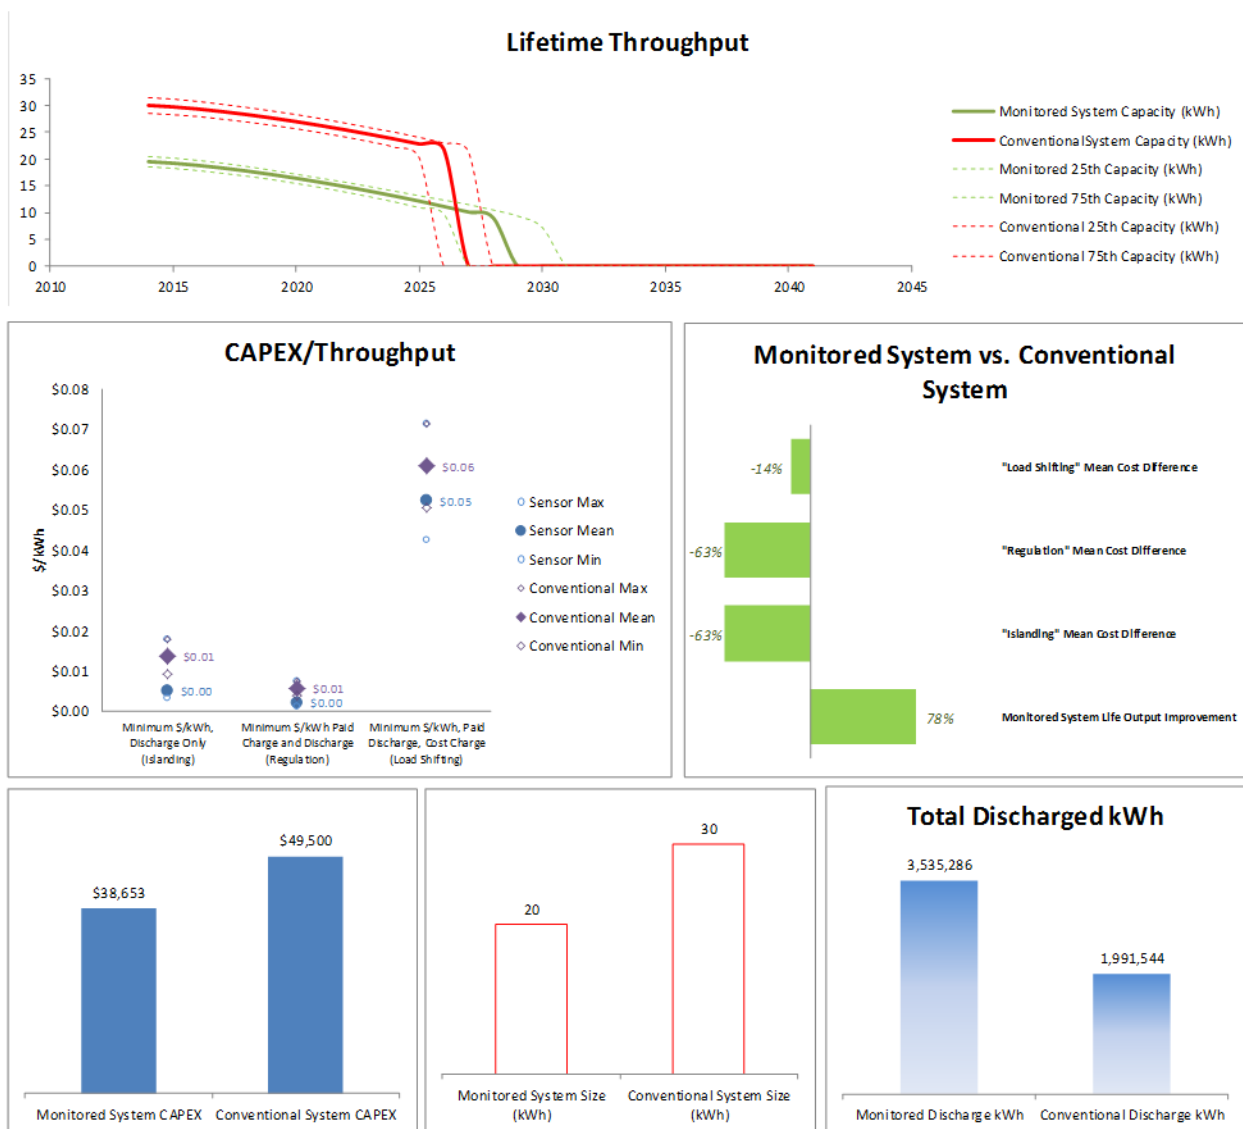 Lifetime Throughput
35
30
25
20
15
10
5
0
2010 2015 2020 2025 2030 2035 2040 2045
Monitored System Capacity (kWh)
ConventionalSystem Capacity (kWh)
Monitored 25th Capacity (kWh)
Monitored 75th Capacity (kWh)
Conventional 25th Capacity (kWh)
Conventional 75th Capacity (kWh)
CAPEX/Throughput
$/kWh
$0.08
$0.07
$0.06
$0.05
$0.04
$0.03
$0.02
$0.01
$0.00
$0.01
$0.00
$0.01
$0.00
$0.06
$0.05
Minimum $/kWh,
Discharge Only
(Islanding)
Minimum $/kWh Paid
Charge and Discharge
(Regulation)
Minimum $/kWh, Paid
Discharge, Cost Charge
(Load Shifting)
Sensor Max
Sensor Mean
Sensor Min
Conventional Max
Conventional Mean
Conventional Min
Monitored System vs. Conventional
System
-14% "Load Shifting" Mean Cost Difference
-63% "Regulation" Mean Cost Difference
-63% "Islanding" Mean Cost Difference
78% Monitored System Life Output Improvement
$38,653
$49,500
Monitored System CAPEX Conventional System CAPEX
20
30
Monitored System Size
(kWh)
Conventional System Size
(kWh)
Total Discharged kWh
3,535,286
1,991,544
Monitored Discharge kWh Conventional Discharge kWh